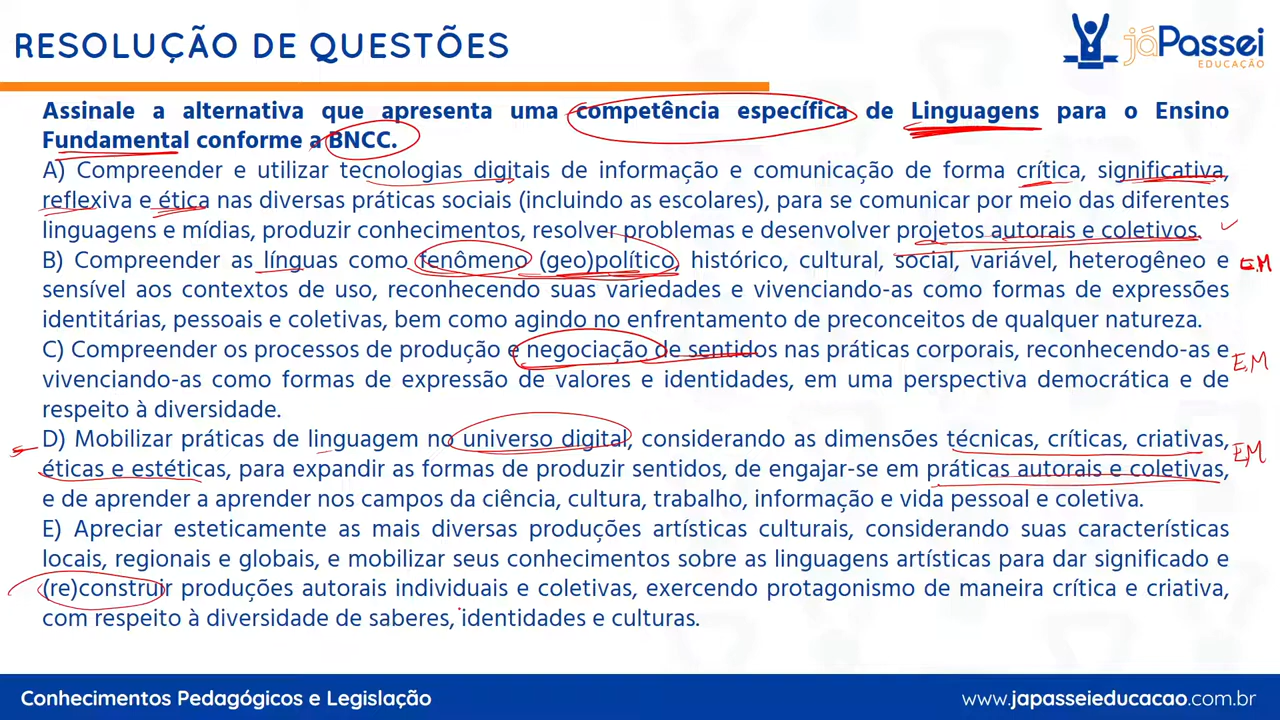 RESOLUÇÃO DE QUESTÕES
jáPassei
EDUCAÇÃO
Assinale a alternativa que apresenta uma competência específica de Linguagens para o Ensino
Fundamental conforme a BNCC.
A) Compreender e utilizar tecnologias digitais de informação e comunicação de forma crítica, significativa,
reflexiva e ética nas diversas práticas sociais (incluindo as escolares), para se comunicar por meio das diferentes
linguagens e mídias, produzir conhecimentos, resolver problemas e desenvolver projetos autorais e coletivos.
B) Compreender as línguas como fenômeno (geo)político, histórico, cultural, social, variável, heterogêneo e
EM
sensível aos contextos de uso, reconhecendo suas variedades e vivenciando-as como formas de expressões
identitárias, pessoais e coletivas, bem como agindo no enfrentamento de preconceitos de qualquer natureza.
C) Compreender os processos de produção e negociação de sentidos nas práticas corporais, reconhecendo-as e
EM
vivenciando-as como formas de expressão de valores e identidades, em uma perspectiva democrática e de
respeito à diversidade.
D) Mobilizar práticas de linguagem no universo digital, considerando as dimensões técnicas, críticas, criativas,
EM
éticas e estéticas, para expandir as formas de produzir sentidos, de engajar-se em práticas autorais e coletivas,
e de aprender a aprender nos campos da ciência, cultura, trabalho, informação e vida pessoal e coletiva.
E) Apreciar esteticamente as mais diversas produções artísticas culturais, considerando suas características
locais, regionais e globais, e mobilizar seus conhecimentos sobre as linguagens artísticas para dar significado e
(re)construir produções autorais individuais e coletivas, exercendo protagonismo de maneira crítica e criativa,
com respeito à diversidade de saberes, identidades e culturas.
Conhecimentos Pedagógicos e Legislação
www.japasseieducacao.com.br